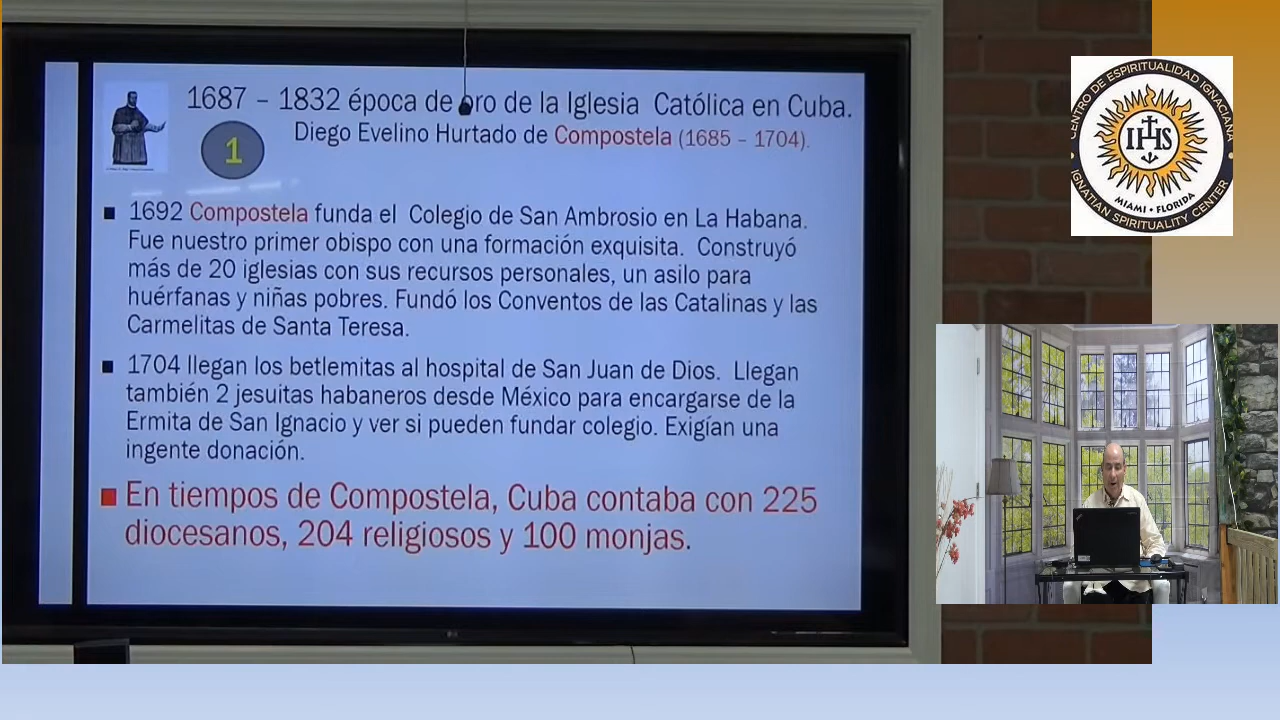 1687 – 1832 época de oro de la Iglesia Católica en Cuba.
Diego Evelino Hurtado de Compostela (1685 – 1704).
1
1692 Compostela funda el Colegio de San Ambrosio en La Habana.
Fue nuestro primer obispo con una formación exquisita. Construyó
más de 20 iglesias con sus recursos personales, un asilo para
huérfanas y niñas pobres. Fundó los Conventos de las Catalinas y las
Carmelitas de Santa Teresa.
1704 llegan los betlemitas al hospital de San Juan de Dios. Llegan
también 2 jesuitas habaneros desde México para encargarse de la
Ermita de San Ignacio y ver si pueden fundar colegio. Exigían una
ingente donación.
En tiempos de Compostela, Cuba contaba con 225
diocesanos, 204 religiosos y 100 monjas.
LG
CENTRO DE ESPIRITUALIDAD IGNACIANA
IHS
MIAMI • FLORIDA
IGNATIAN SPIRITUALITY CENTER